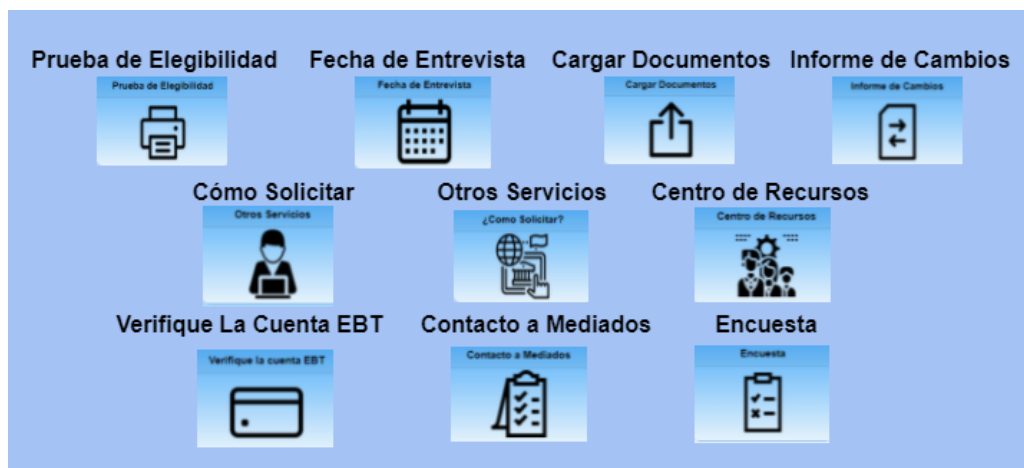 Prueba de Elegibilidad Fecha de Entrevista Cargar Documentos Informe de Cambios
Prueba de Elegibilidad Fecha de Entrevista Cargar Documentos Informe de Cambios
Cómo Solicitar Otros Servicios Centro de Recursos
Otros Servicios ¿Como Solicitar? Centro de Recursos
Verifique La Cuenta EBT Contacto a Mediados Encuesta
Verifique la cuenta EBT Contacto a Mediados Encuesta